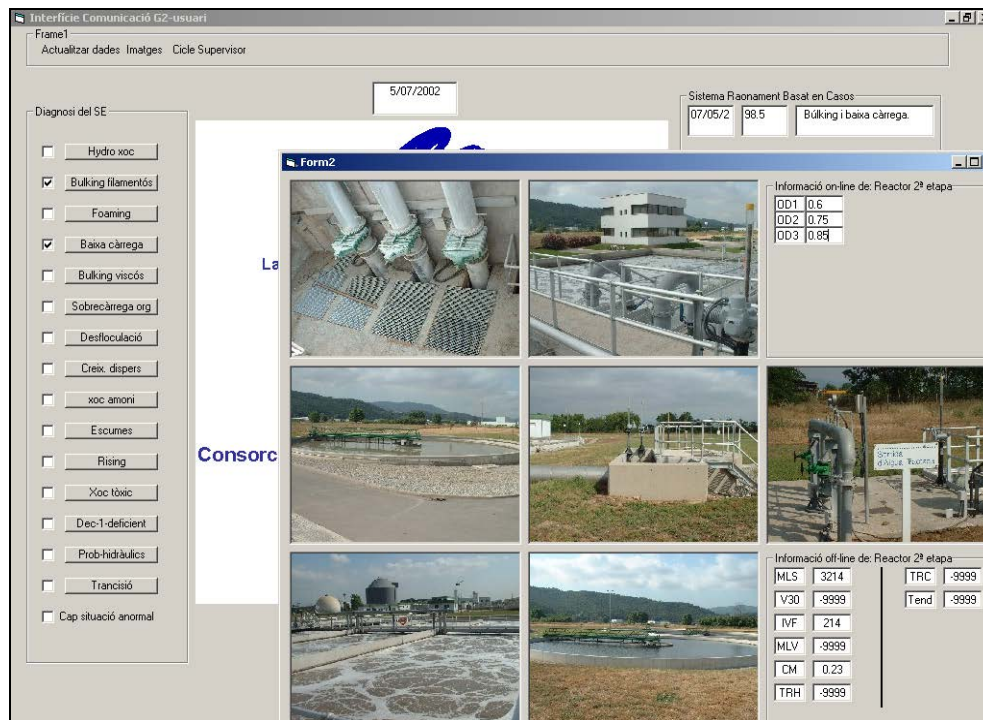 Interfície Comunicació G2-usuari
Frame1
Actualitzar dades Imatges Cicle Supervisor
5/07/2002
Diagnosi del SE
Hydro xoc
Bulking filamentós
Foaming
Baixa càrrega
Bulking viscós
Sobrecàrrega org
Desfloculació
Creix. dispers
xoc amoni
Escumes
Rising
Xoc tòxic
Dec-1-deficient
Prob-hidràulics
Trancisió
Cap situació anormal
La
Consorc
Sistema Raonament Basat en Casos
07/05/2 98.5 Búlking i baixa càrrega.
Form2
Informació on-line de: Reactor 2ª etapa
OD1 0.6
OD2 0.75
OD3 0.85
Sortida
d'Aigua
Informació off-line de: Reactor 2ª etapa
MLS 3214 TRC -9999
V30 -9999 Tend -9999
IVF 214
MLV -9999
CM 0.23
TRH -9999